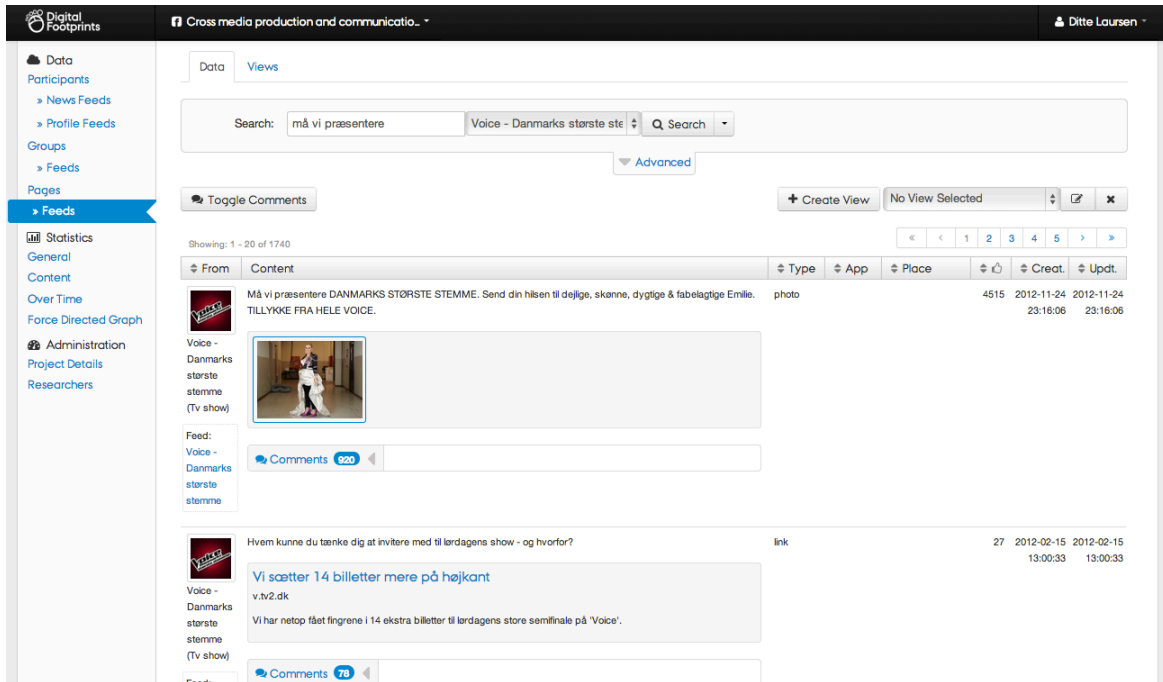 Digital Footprints
Cross media production and communicatio...
Ditte Laursen
Data
Participants
» News Feeds
» Profile Feeds
Groups
» Feeds
Pages
» Feeds
Statistics
General
Content
Over Time
Force Directed Graph
Administration
Project Details
Researchers
Data Views
Search: må vi præsentere Voice - Danmarks største ste Search
Advanced
Toggle Comments
+ Create View No View Selected
Showing: 1 - 20 of 1740
« < 1 2 3 4 5 > »
From Content Type App Place Creat. Updt.
Må vi præsentere DANMARKS STØRSTE STEMME. Send din hilsen til dejlige, skønne, dygtige & fabelagtige Emilie.
TILLYKKE FRA HELE VOICE.
photo 4515 2012-11-24 2012-11-24
23:16:06 23:16:06
Voice -
Danmarks
største
stemme
(Tv show)
Feed:
Voice -
Danmarks
største
stemme
Comments 920
Hvem kunne du tænke dig at invitere med til lørdagens show - og hvorfor?
link 27 2012-02-15 2012-02-15
13:00:33 13:00:33
Vi sætter 14 billetter mere på højkant
v.tv2.dk
Vi har netop fået fingrene i 14 ekstra billetter til lørdagens store semifinale på 'Voice'.
Voice -
Danmarks
største
stemme
(Tv show)
Comments 78